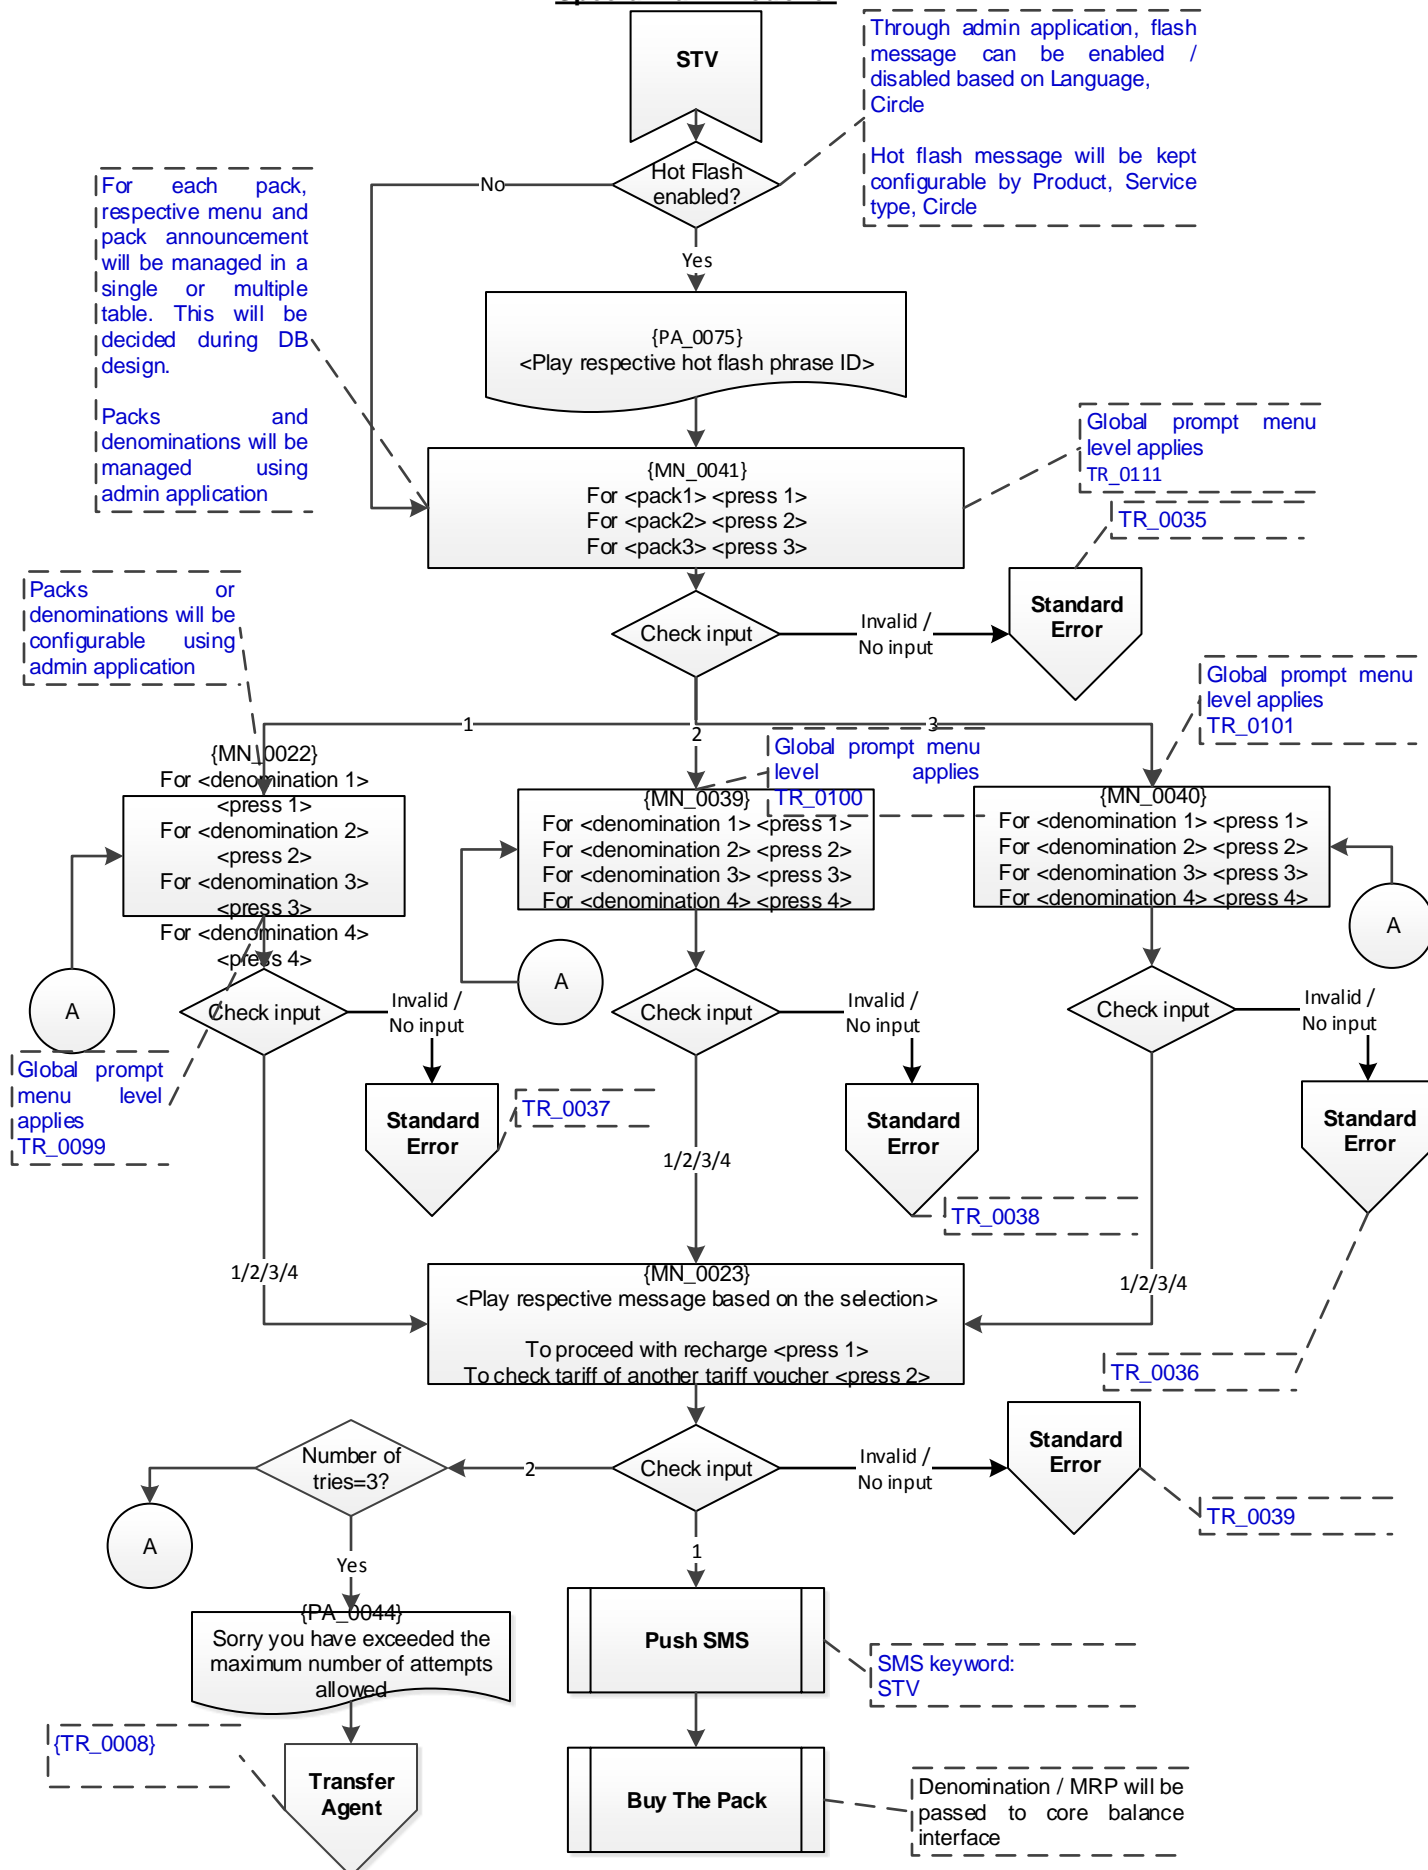 STV
Through admin application, flash
message can be enabled /
disabled based on Language,
Circle
Hot flash message will be kept
configurable by Product, Service
type, Circle
Hot Flash
enabled?
No
Yes
For each pack,
respective menu and
pack announcement
will be managed in a
single or multiple
table. This will be
decided during DB
design.
Packs and
denominations will be
managed using
admin application
{PA_0075}
<Play respective hot flash phrase ID>
Global prompt menu
level applies
TR_0111
{MN_0041}
For <pack1> <press 1>
For <pack2> <press 2>
For <pack3> <press 3>
TR_0035
Standard
Error
Check input
Invalid /
No input
Packs or
denominations will be
configurable using
admin application
Global prompt menu
level applies
TR_0101
1
2
3
Global prompt menu
level applies
TR_0100
{MN_0022}
For <denomination 1>
<press 1>
For <denomination 2>
<press 2>
For <denomination 3>
<press 3>
For <denomination 4>
<press 4>
{MN_0039}
For <denomination 1> <press 1>
For <denomination 2> <press 2>
For <denomination 3> <press 3>
For <denomination 4> <press 4>
{MN_0040}
For <denomination 1> <press 1>
For <denomination 2> <press 2>
For <denomination 3> <press 3>
For <denomination 4> <press 4>
A
A
A
Check input
Invalid /
No input
Check input
Invalid /
No input
Check input
Invalid /
No input
Global prompt
menu level
applies
TR_0099
Standard
Error
TR_0037
Standard
Error
TR_0038
Standard
Error
1/2/3/4
1/2/3/4
1/2/3/4
{MN_0023}
<Play respective message based on the selection>
To proceed with recharge <press 1>
To check tariff of another tariff voucher <press 2>
TR_0036
Number of
tries=3?
2
Check input
Invalid /
No input
Standard
Error
TR_0039
A
Yes
1
{PA_0044}
Sorry you have exceeded the
maximum number of attempts
allowed
Push SMS
SMS keyword:
STV
{TR_0008}
Transfer
Agent
Buy The Pack
Denomination / MRP will be
passed to core balance
interface